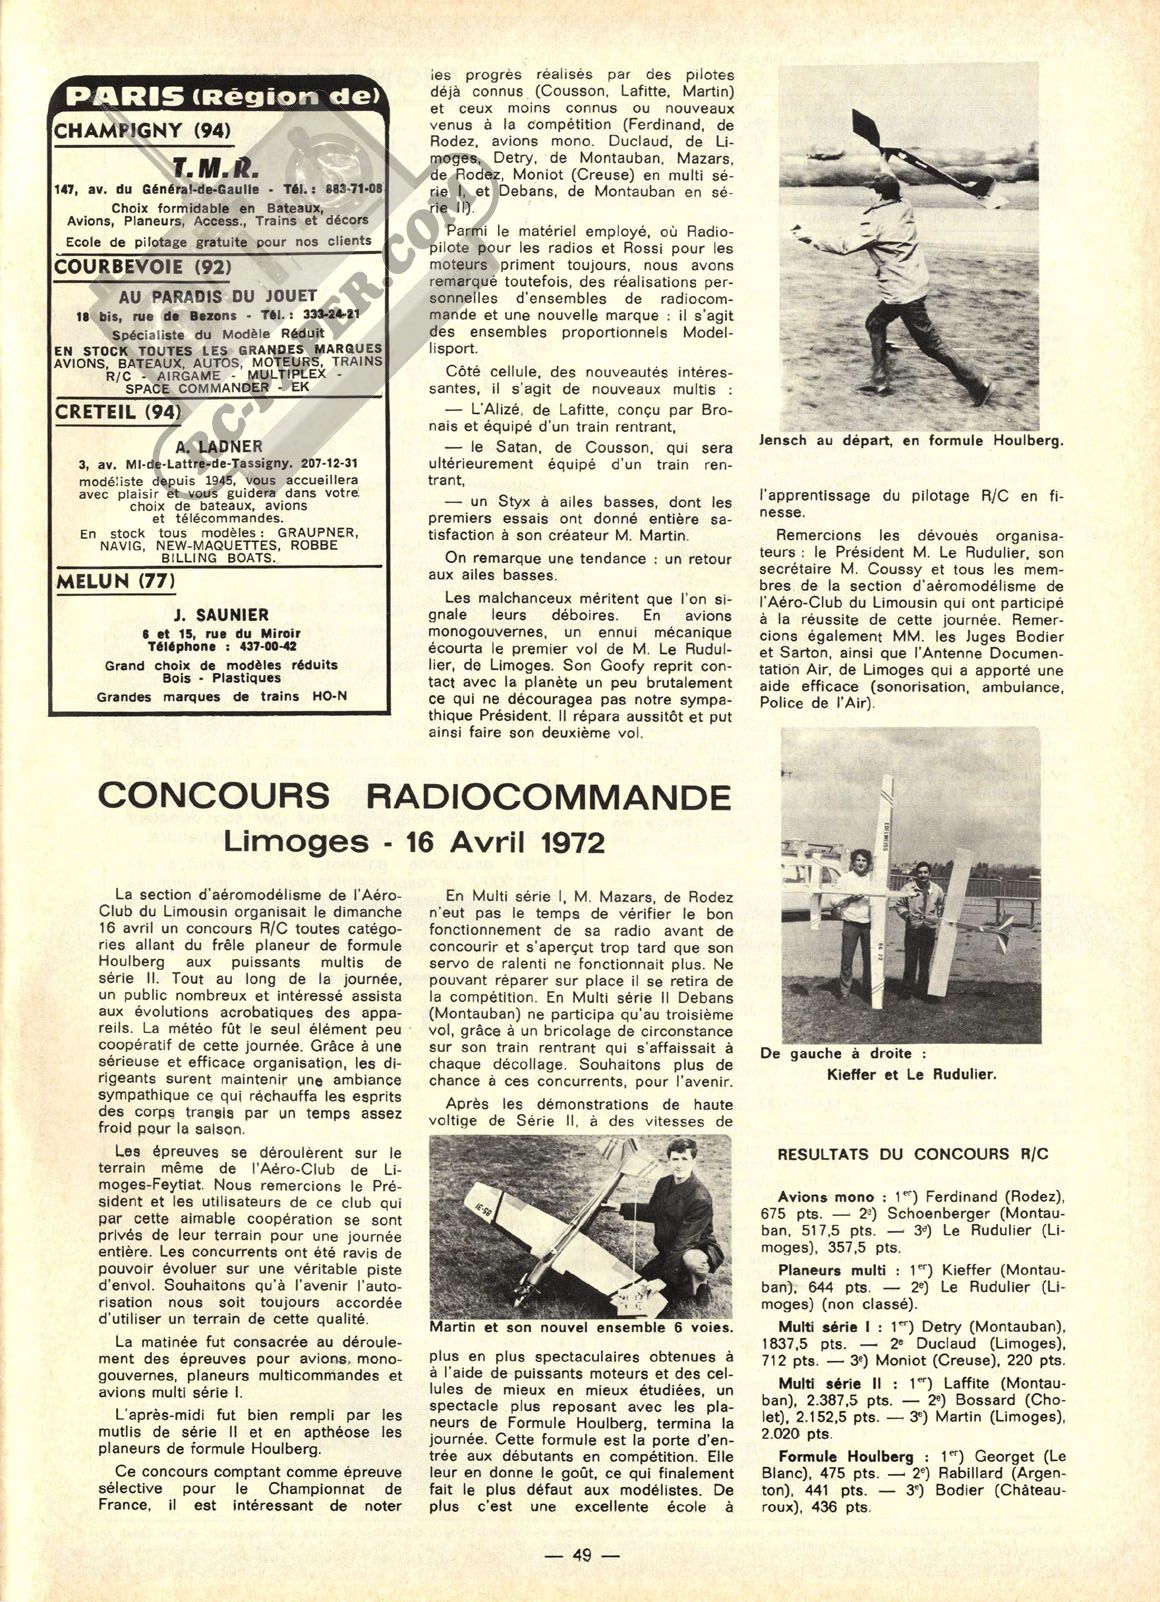 PARIS (Région de)
CHAMPIGNY (94)
T.M.R.
147, av. du Général-de-Gaulle - Tél. : 883-71-08
Choix formidable en Bateaux,
Avions, Planeurs, Access., Trains et décors
Ecole de pilotage gratuite pour nos clients
COURBEVOIE (92)
AU PARADIS DU JOUET
18 bis, rue de Bezons - Tél. : 333-24-21
Spécialiste du Modèle Réduit
EN STOCK TOUTES LES GRANDES MARQUES
AVIONS, BATEAUX, AUTOS, MOTEURS, TRAINS
R/C - AIRGAME - MULTIPLEX -
SPACE COMMANDER - EK
CRETEIL (94)
A. LADNER
3, av. Ml-de-Lattre-de-Tassigny. 207-12-31
modéliste depuis 1945, vous accueillera
avec plaisir et vous guidera dans votre
choix de bateaux, avions
et télécommandes.
En stock tous modèles : GRAUPNER,
NAVIG, NEW-MAQUETTES, ROBBE
BILLING BOATS.
MELUN (77)
J. SAUNIER
6 et 15, rue du Miroir
Téléphone : 437-00-42
Grand choix de modèles réduits
Bois - Plastiques
Grandes marques de trains HO-N
CONCOURS RADIOCOMMANDE
Limoges - 16 Avril 1972
La section d'aéromodélisme de l'Aéro-
Club du Limousin organisait le dimanche
16 avril un concours R/C toutes catégo-
ries allant du frêle planeur de formule
Houlberg aux puissants multis de
série II. Tout au long de la journée,
un public nombreux et intéressé assista
aux évolutions acrobatiques des appa-
reils. La météo fût le seul élément peu
coopératif de cette journée. Grâce à une
sérieuse et efficace organisation, les di-
rigeants surent maintenir une ambiance
sympathique ce qui réchauffa les esprits
des corps transis par un temps assez
froid pour la saison.
Les épreuves se déroulèrent sur le
terrain même de l'Aéro-Club de Li-
moges-Feytiat. Nous remercions le Pré-
sident et les utilisateurs de ce club qui
par cette aimable coopération se sont
privés de leur terrain pour une journée
entière. Les concurrents ont été ravis de
pouvoir évoluer sur une véritable piste
d'envol. Souhaitons qu'à l'avenir l'auto-
risation nous soit toujours accordée
d'utiliser un terrain de cette qualité.
La matinée fut consacrée au déroule-
ment des épreuves pour avions, mono-
gouvernes, planeurs multicommandes et
avions multi série I.
L'après-midi fut bien rempli par les
mutlis de série II et en apthéose les
planeurs de formule Houlberg.
Ce concours comptant comme épreuve
sélective pour le Championnat de
France, il est intéressant de noter
les progrès réalisés par des pilotes
déjà connus (Cousson, Lafitte, Martin)
et ceux moins connus ou nouveaux
venus à la compétition (Ferdinand, de
Rodez, avions mono. Duclaud, de Li-
moges, Detry, de Montauban, Mazars,
de Rodez, Moniot (Creuse) en multi sé-
rie I, et Debans, de Montauban en sé-
rie II).
Parmi le matériel employé, où Radio-
pilote pour les radios et Rossi pour les
moteurs priment toujours, nous avons
remarqué toutefois, des réalisations per-
sonnelles d'ensembles de radiocom-
mande et une nouvelle marque : il s'agit
des ensembles proportionnels Model-
lisport.
Côté cellule, des nouveautés intéres-
santes, il s'agit de nouveaux multis :
— L'Alizé, de Lafitte, conçu par Bro-
nais et équipé d'un train rentrant,
— le Satan, de Cousson, qui sera
ultérieurement équipé d'un train ren-
trant,
— un Styx à ailes basses, dont les
premiers essais ont donné entière sa-
tisfaction à son créateur M. Martin.
On remarque une tendance : un retour
aux ailes basses.
Les malchanceux méritent que l'on si-
gnale leurs déboires. En avions
monogouvernes, un ennui mécanique
écourta le premier vol de M. Le Rudul-
lier, de Limoges. Son Goofy reprit con-
tact avec la planète un peu brutalement
ce qui ne découragea pas notre sympa-
thique Président. Il répara aussitôt et put
ainsi faire son deuxième vol.
En Multi série I, M. Mazars, de Rodez
n'eut pas le temps de vérifier le bon
fonctionnement de sa radio avant de
concourir et s'aperçut trop tard que son
servo de ralenti ne fonctionnait plus. Ne
pouvant réparer sur place il se retira de
la compétition. En Multi série II Debans
(Montauban) ne participa qu'au troisième
vol, grâce à un bricolage de circonstance
sur son train rentrant qui s'affaissait à
chaque décollage. Souhaitons plus de
chance à ces concurrents, pour l'avenir.
Après les démonstrations de haute
voltige de Série II, à des vitesses de
Martin et son nouvel ensemble 6 voies.
plus en plus spectaculaires obtenues à
à l'aide de puissants moteurs et des cel-
lules de mieux en mieux étudiées, un
spectacle plus reposant avec les pla-
neurs de Formule Houlberg, termina la
journée. Cette formule est la porte d'en-
trée aux débutants en compétition. Elle
leur en donne le goût, ce qui finalement
fait le plus défaut aux modélistes. De
plus c'est une excellente école à
Jensch au départ, en formule Houlberg.
l'apprentissage du pilotage R/C en fi-
nesse.
Remercions les dévoués organisa-
teurs : le Président M. Le Rudulier, son
secrétaire M. Coussy et tous les mem-
bres de la section d'aéromodélisme de
l'Aéro-Club du Limousin qui ont participé
à la réussite de cette journée. Remer-
cions également MM. les Juges Bodier
et Sarton, ainsi que l'Antenne Documen-
tation Air, de Limoges qui a apporté une
aide efficace (sonorisation, ambulance,
Police de l'Air).
De gauche à droite :
Kieffer et Le Rudulier.
RESULTATS DU CONCOURS R/C
Avions mono : 1er) Ferdinand (Rodez),
675 pts. — 2e) Schoenberger (Montau-
ban, 517,5 pts. — 3e) Le Rudulier (Li-
moges), 357,5 pts.
Planeurs multi : 1er) Kieffer (Montau-
ban), 644 pts. — 2e) Le Rudulier (Li-
moges) (non classé).
Multi série I : 1er) Detry (Montauban),
1837,5 pts. — 2e Duclaud (Limoges),
712 pts. — 3e) Moniot (Creuse), 220 pts.
Multi série II : 1er) Laffite (Montau-
ban), 2.387,5 pts. — 2e) Bossard (Cho-
let), 2.152,5 pts. — 3e) Martin (Limoges),
2.020 pts.
Formule Houlberg : 1er) Georget (Le
Blanc), 475 pts. — 2e) Rabillard (Argen-
ton), 441 pts. — 3e) Bodier (Château-
roux), 436 pts.
— 49 —